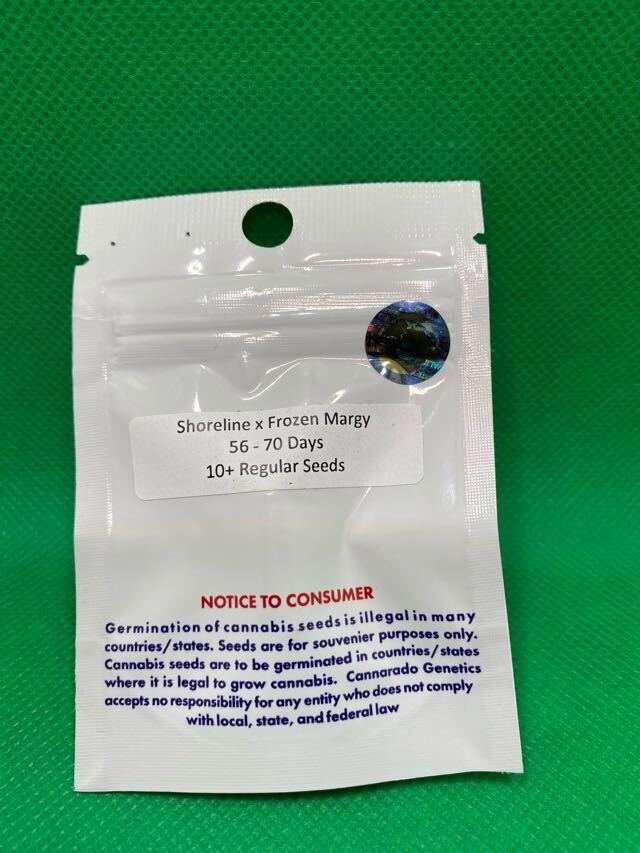 Shoreline x Frozen Margy
56 - 70 Days
10+ Regular Seeds
NOTICE TO CONSUMER
Germination of cannabis seeds is illegal in many
countries/states. Seeds are for souvenier purposes only.
Cannabis seeds are to be germinated in countries/states
where it is legal to grow cannabis. Cannarado Genetics
accepts no responsibility for any entity who does not comply
with local, state, and federal law